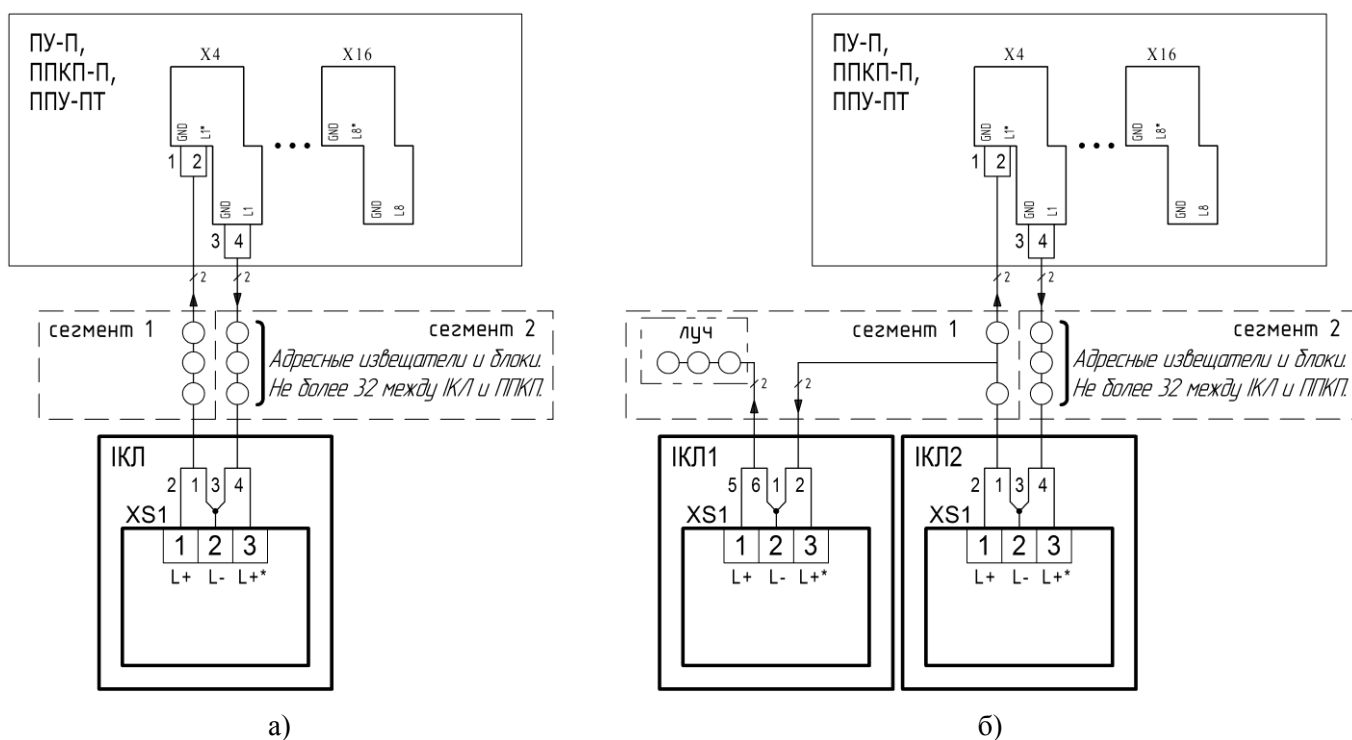 ПУ-П,
ППКП-П,
ППУ-ПТ
X4
X16
GND L1*
GND L8*
1 2
GND L1
GND L8
3 4
2 2
сегмент 1
сегмент 2
Адресные извещатели и блоки.
Не более 32 между ІКЛ и ППКП.
ІКЛ
2 1 3 4
XS1
1 2 3
L+ L- L+*
а)
ПУ-П,
ППКП-П,
ППУ-ПТ
X4
X16
GND L1*
GND L8*
1 2
GND L1
GND L8
3 4
2 2
луч
сегмент 1
сегмент 2
Адресные извещатели и блоки.
Не более 32 между ІКЛ и ППКП.
2 2
ІКЛ1
5 6 1 2
XS1
1 2 3
L+ L- L+*
ІКЛ2
2 1 3 4
XS1
1 2 3
L+ L- L+*
б)